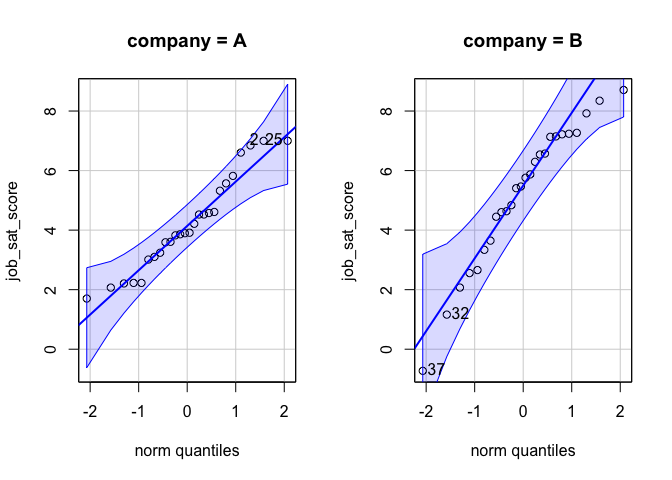 company = A
job_sat_score
8
6
4
2
0
2
25
-2 -1 0 1 2
norm quantiles
company = B
job_sat_score
8
6
4
2
0
32
37
-2 -1 0 1 2
norm quantiles